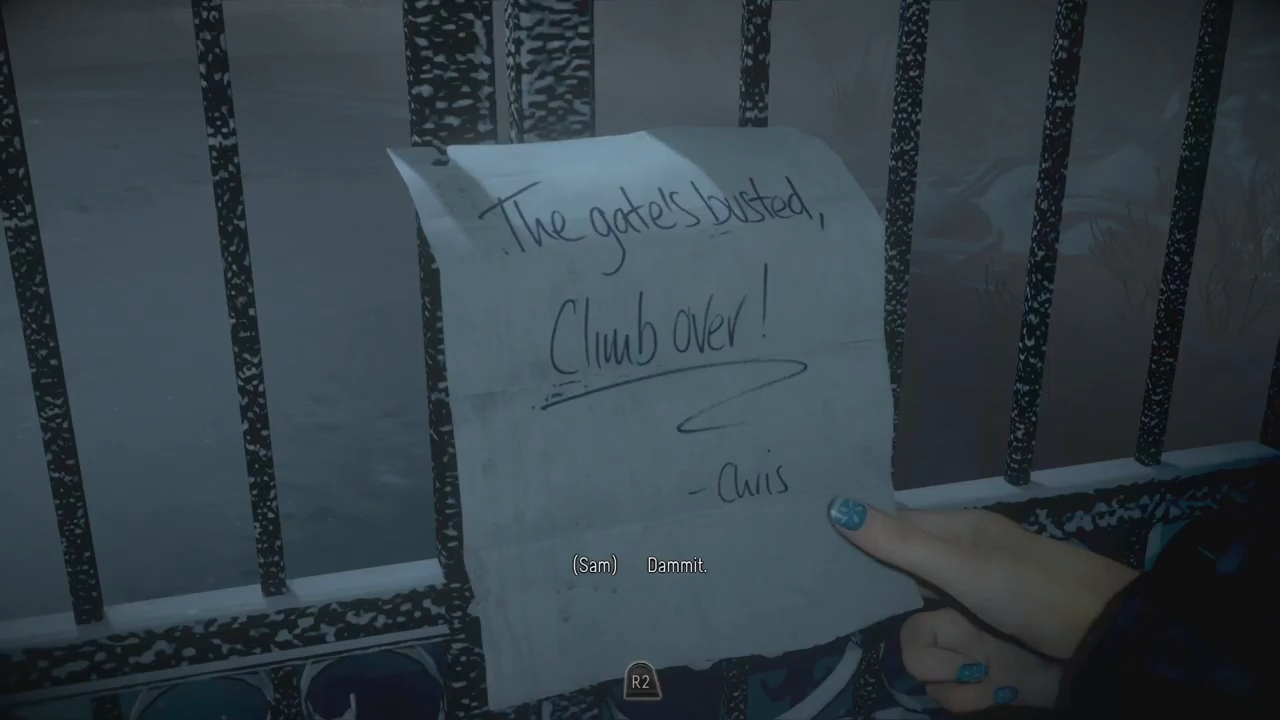 The gate's busted,
Climb over!
- Chris
(Sam) Dammit.
R2